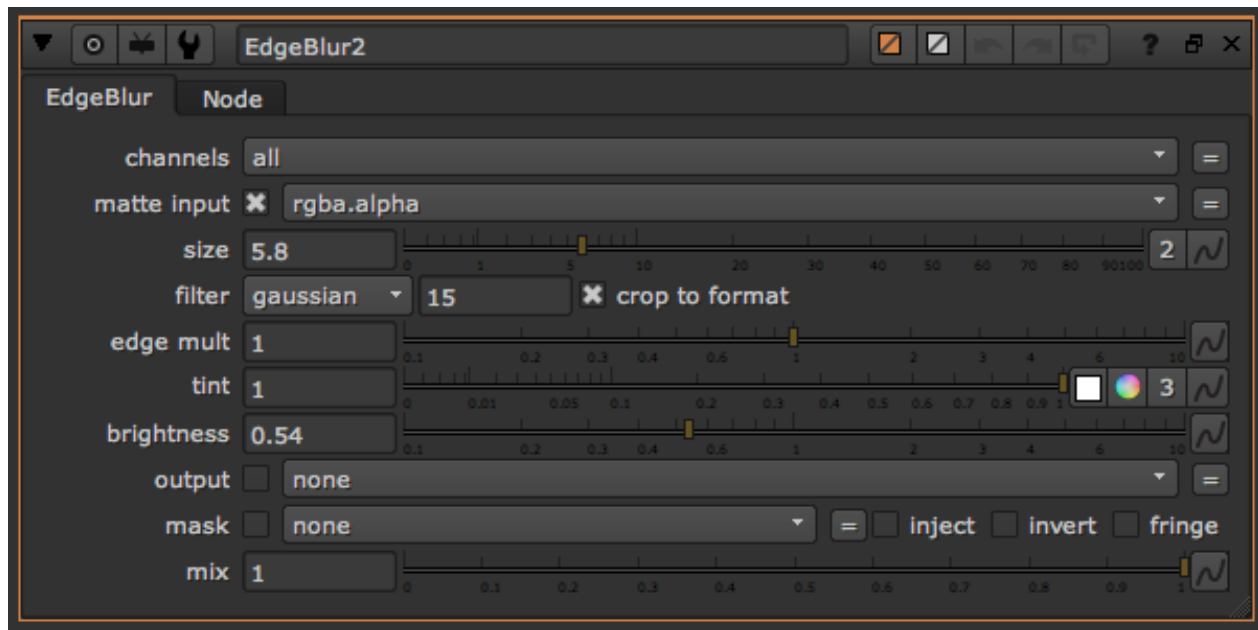 EdgeBlur2 ?
EdgeBlur Node
channels all =
matte input rgba.alpha =
size 5.8 2
0 1 5 10 20 30 40 50 60 70 80 90100
filter gaussian 15 crop to format
edge mult 1
0.1 0.2 0.3 0.4 0.6 1 2 3 4 6 10
tint 1 3
0 0.01 0.05 0.1 0.2 0.3 0.4 0.5 0.6 0.7 0.8 0.9 1
brightness 0.54
0.1 0.2 0.3 0.4 0.6 1 2 3 4 6 10
output none =
mask none = inject invert fringe
mix 1
0 0.1 0.2 0.3 0.4 0.5 0.6 0.7 0.8 0.9 1